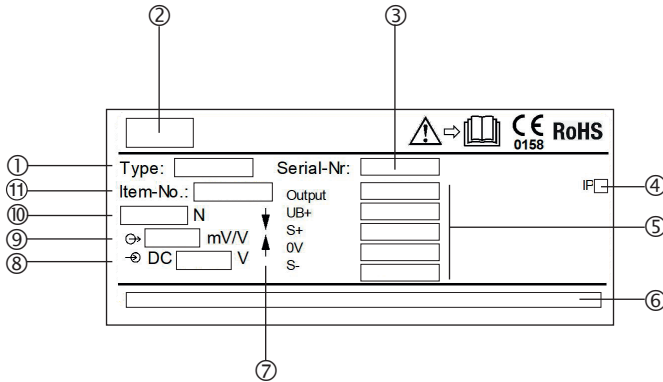 ② ③
CE RoHS
0158
① Type: Serial-Nr:
⑪ Item-No.: IP ④
Output
⑩ N UB+
⑨ mV/V S+ ⑤
0V
⑧ DC V S-
⑥
⑦